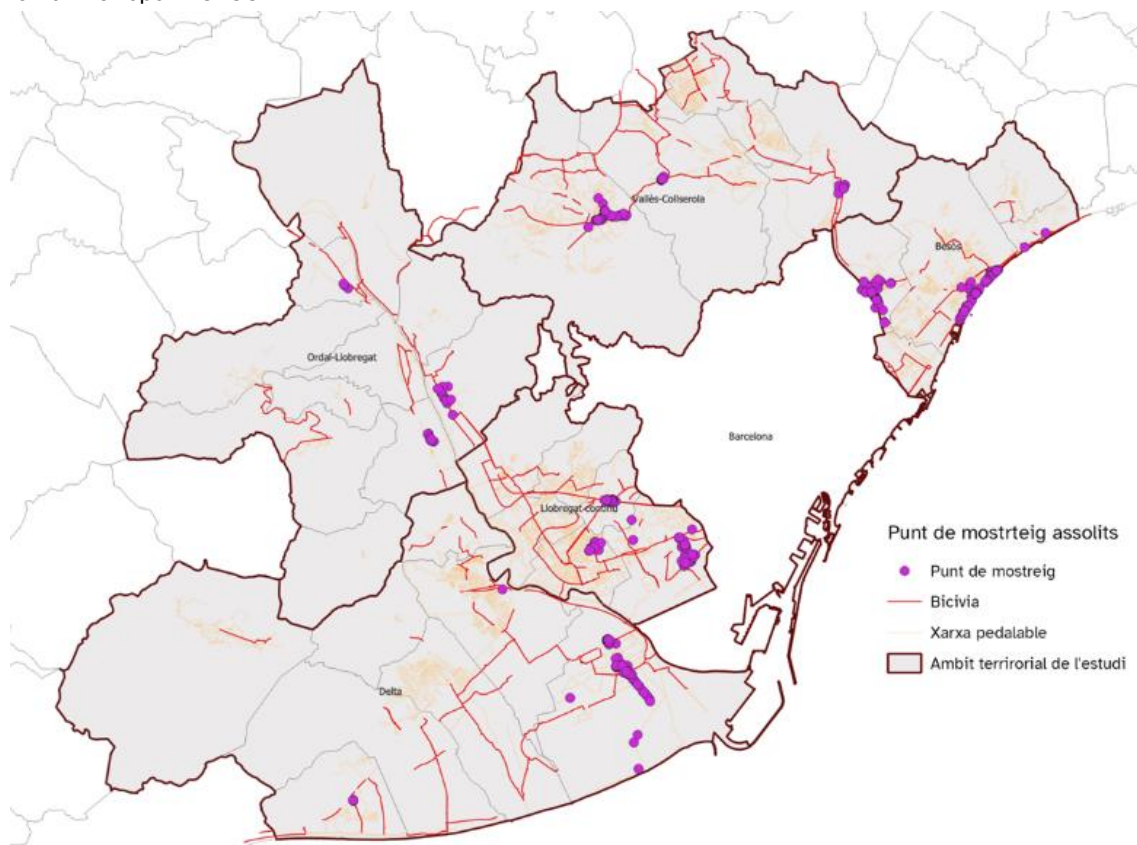 Vallès-Collserola
Besòs
Ordal-Llobregat
Barcelona
Llobregat-continu
Delta
Punt de mostrteig assolits
Punt de mostreig
Bicivia
Xarxa pedalable
Ambit terrirorial de l'estudi